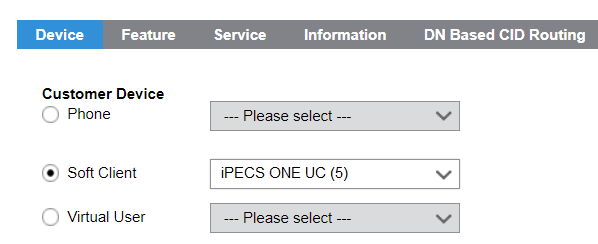 Device Feature Service Information DN Based CID Routing
Customer Device
Phone --- Please select ---
Soft Client iPECS ONE UC (5)
Virtual User --- Please select ---